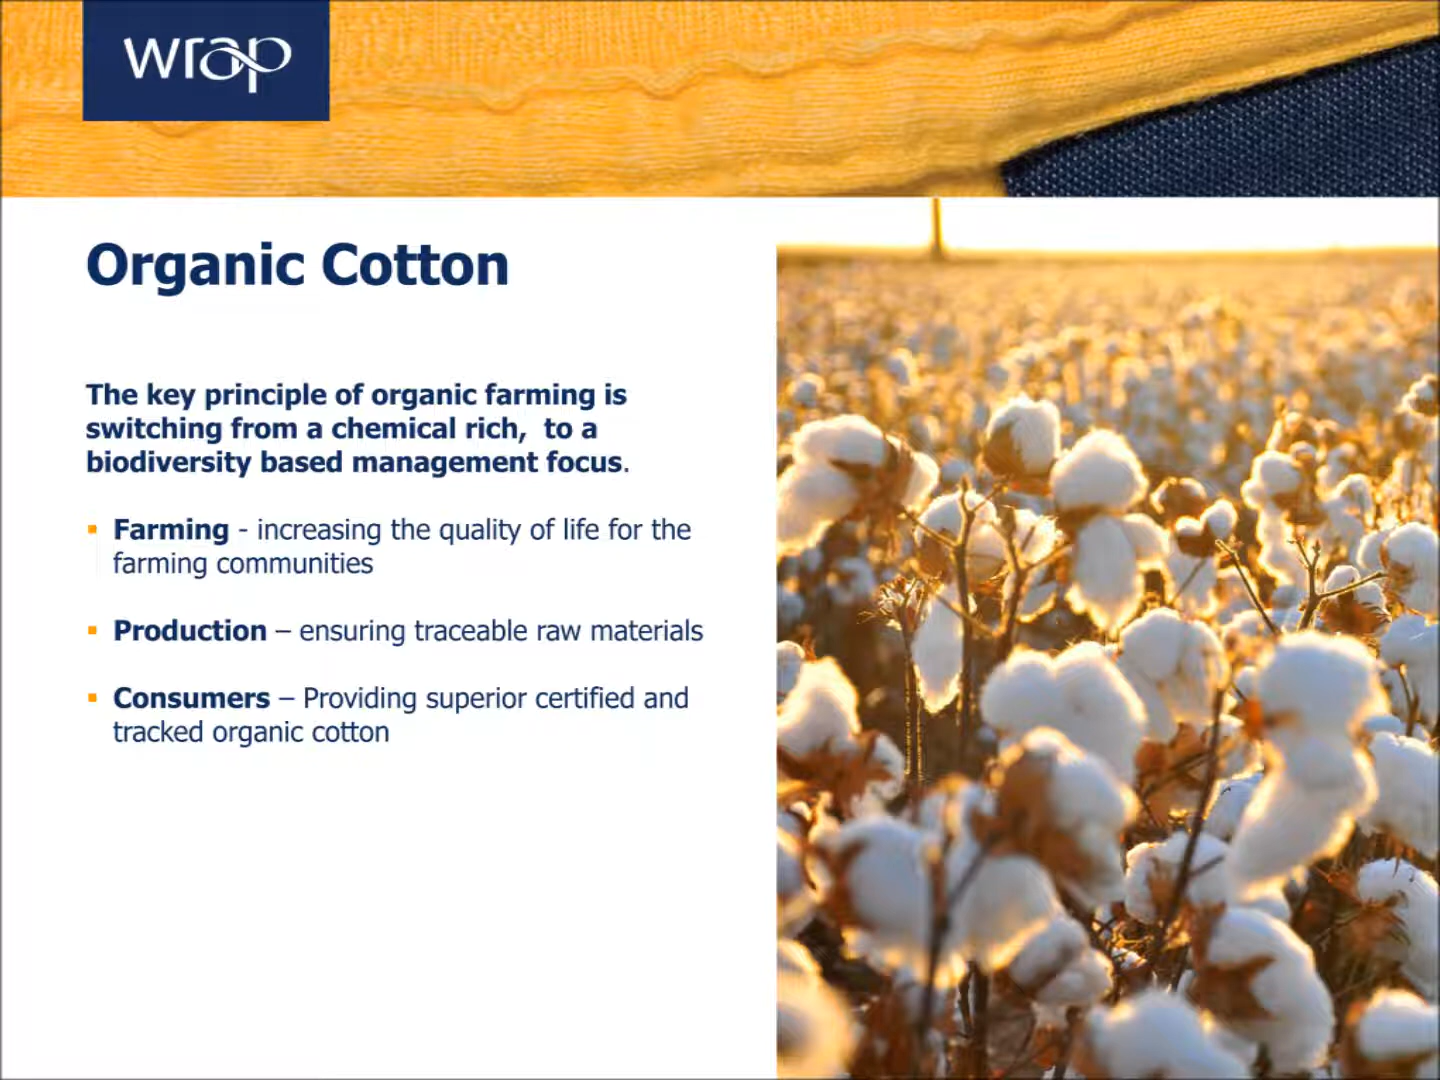 wrap
Organic Cotton
The key principle of organic farming is
switching from a chemical rich,  to a
biodiversity based management focus.
▪ Farming - increasing the quality of life for the
farming communities
▪ Production – ensuring traceable raw materials
▪ Consumers – Providing superior certified and
tracked organic cotton